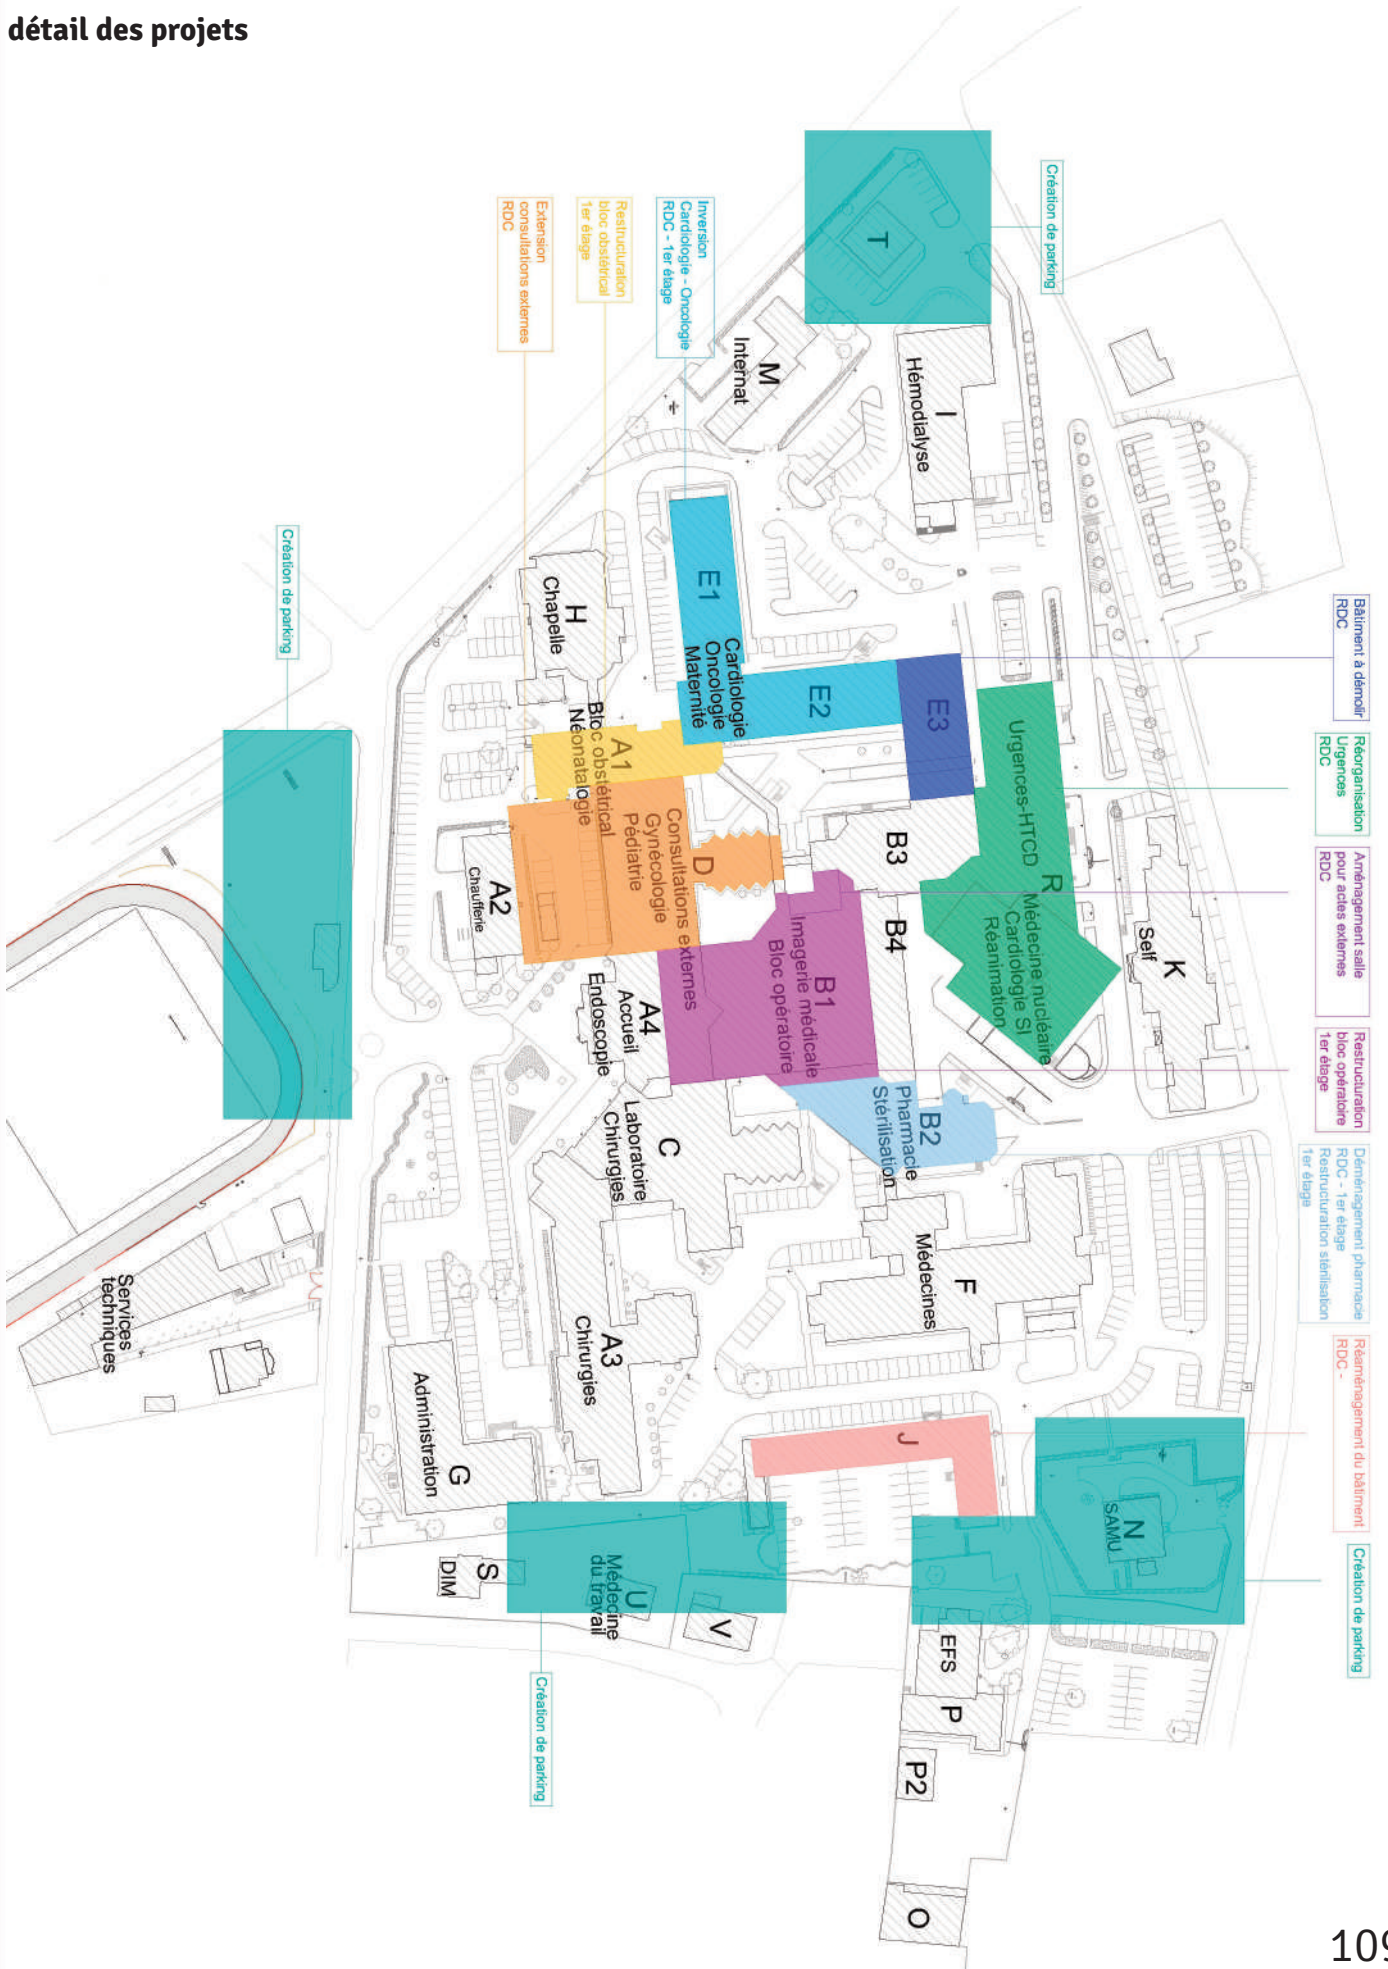 détail des projets
Création de parking
Inversion
Cardiologie - Oncologie
RDC - 1er étage
Restructuration
bloc obstétrical
1er étage
Extension
consultations externes
RDC
Création de parking
Bâtiment à démolir
RDC
Réorganisation
Urgences
RDC
Aménagement salle
pour actes externes
RDC
Restructuration
bloc opératoire
1er étage
Déménagement pharmacie
RDC - 1er étage
Restructuration stérilisation
1er étage
Réaménagement du bâtiment
RDC -
Création de parking
Création de parking
T
M
Internat
I
Hémodialyse
H
Chapelle
E1
Cardiologie
Oncologie
Maternité
E2
E3
A1
Bloc obstétrical
Néonatalogie
Urgences-HTCD
R
Médecine nucléaire
Cardiologie SI
Réanimation
K
Self
B3
B4
D
Consultations externes
Gynécologie
Pédiatrie
A2
Chaufferie
B1
Imagerie médicale
Bloc opératoire
A4
Accueil
Endoscopie
B2
Pharmacie
Stérilisation
C
Laboratoire
Chirurgies
F
Médecines
A3
Chirurgies
Services
techniques
G
Administration
J
N
SAMU
S
DIM
U
Médecine
du travail
V
EFS
P
P2
O
109